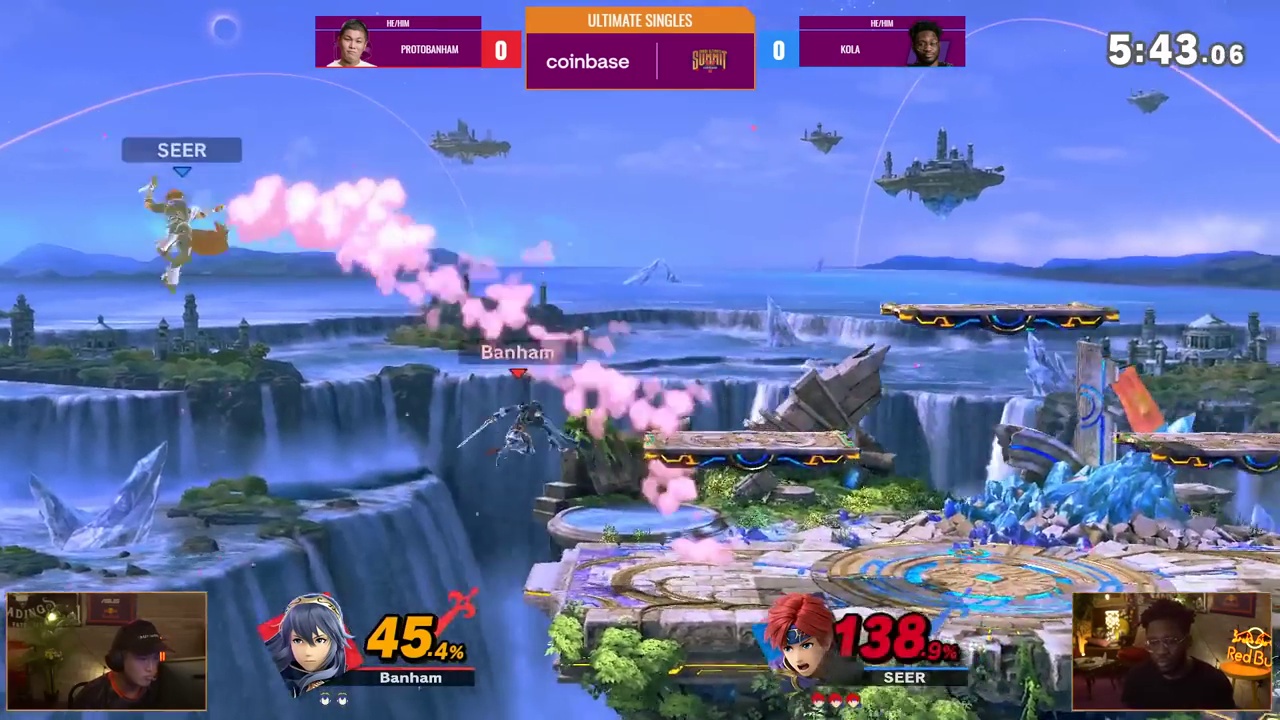 HE/HIM
PROTOBANHAM
0
ULTIMATE SINGLES
coinbase
SUMMIT
0
HE/HIM
KOLA
5:43.06
SEER
Banham
45.4%
Banham
138.9%
SEER
Red Bu